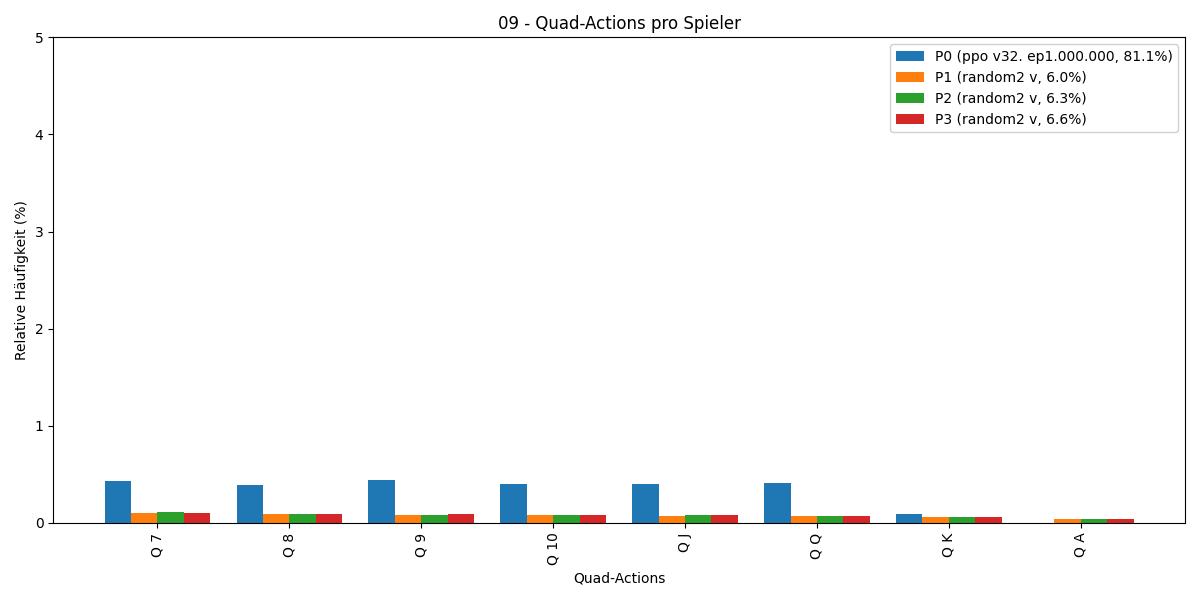 09 - Quad-Actions pro Spieler
5
4
3
2
1
0
Relative Häufigkeit (%)
P0 (ppo v32. ep1.000.000, 81.1%)
P1 (random2 v, 6.0%)
P2 (random2 v, 6.3%)
P3 (random2 v, 6.6%)
Q 7
Q 8
Q 9
Q 10
Q J
Q Q
Q K
Q A
Quad-Actions